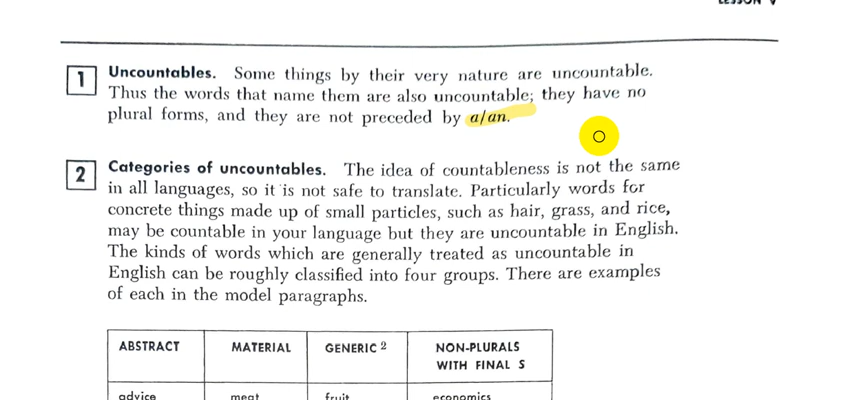 LESSON V
1 Uncountables. Some things by their very nature are uncountable.
Thus the words that name them are also uncountable; they have no
plural forms, and they are not preceded by a/an.
2 Categories of uncountables. The idea of countableness is not the same
in all languages, so it is not safe to translate. Particularly words for
concrete things made up of small particles, such as hair, grass, and rice,
may be countable in your language but they are uncountable in English.
The kinds of words which are generally treated as uncountable in
English can be roughly classified into four groups. There are examples
of each in the model paragraphs.
ABSTRACT MATERIAL GENERIC 2 NON-PLURALS
WITH FINAL S
advice meat fruit economics